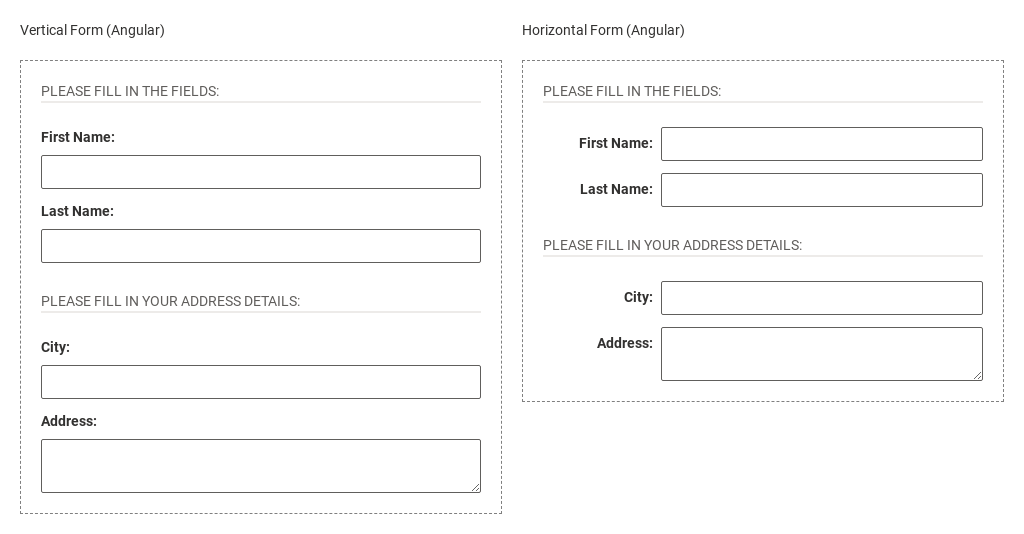 Vertical Form (Angular)
PLEASE FILL IN THE FIELDS:
First Name:
Last Name:
PLEASE FILL IN YOUR ADDRESS DETAILS:
City:
Address:
Horizontal Form (Angular)
PLEASE FILL IN THE FIELDS:
First Name:
Last Name:
PLEASE FILL IN YOUR ADDRESS DETAILS:
City:
Address: